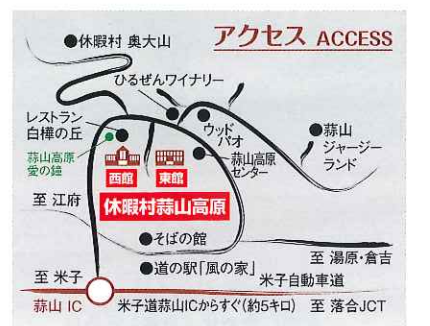 アクセス ACCESS
●休暇村 奥大山
ひるぜんワイナリー
レストラン
白樺の丘
ウッド
パオ
●蒜山
ジャージー
ランド
蒜山高原
愛の鐘
西館
東館
蒜山高原
センター
至 江府
休暇村蒜山高原
●そばの館
至 湯原・倉吉
●道の駅「風の家」
至 米子
米子自動車道
蒜山 IC
米子道蒜山ICからすぐ(約5キロ)
至 落合JCT